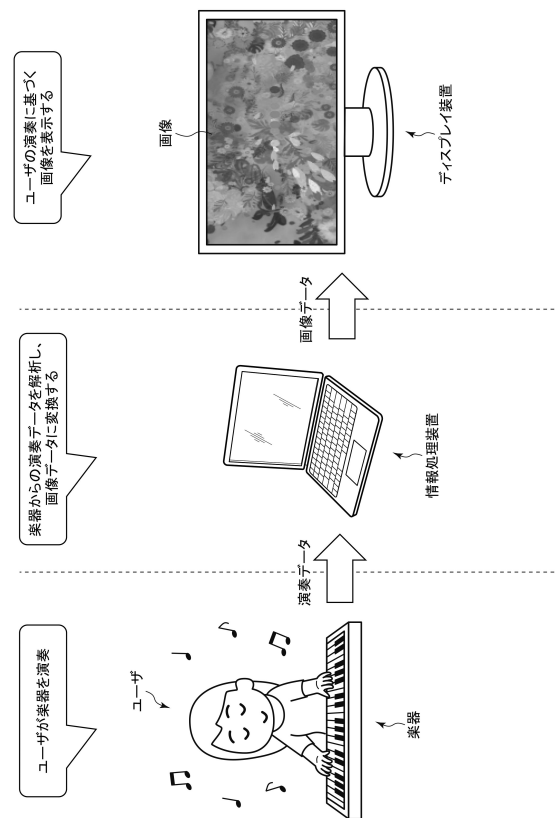 ユーザが楽器を演奏
ユーザ
楽器
演奏データ
楽器からの演奏データを解析し、
画像データに変換する
情報処理装置
画像データ
ユーザの演奏に基づく
画像を表示する
画像
ディスプレイ装置